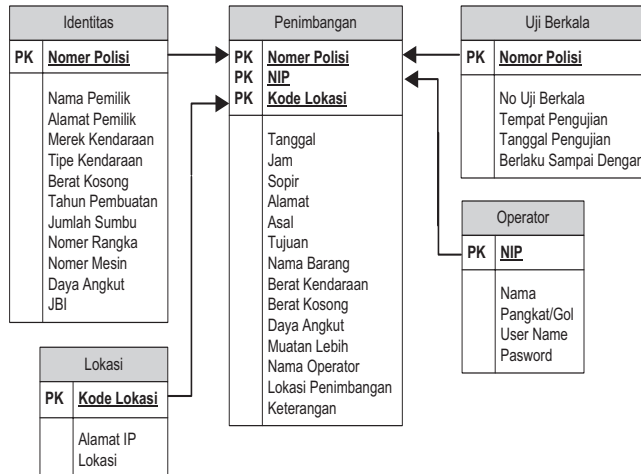 Identitas
PK Nomer Polisi
Nama Pemilik
Alamat Pemilik
Merek Kendaraan
Tipe Kendaraan
Berat Kosong
Tahun Pembuatan
Jumlah Sumbu
Nomer Rangka
Nomer Mesin
Daya Angkut
JBI
Penimbangan
PK Nomer Polisi
PK NIP
PK Kode Lokasi
Tanggal
Jam
Sopir
Alamat
Asal
Tujuan
Nama Barang
Berat Kendaraan
Berat Kosong
Daya Angkut
Muatan Lebih
Nama Operator
Lokasi Penimbangan
Keterangan
Uji Berkala
PK Nomor Polisi
No Uji Berkala
Tempat Pengujian
Tanggal Pengujian
Berlaku Sampai Dengan
Operator
PK NIP
Nama
Pangkat/Gol
User Name
Pasword
Lokasi
PK Kode Lokasi
Alamat IP
Lokasi